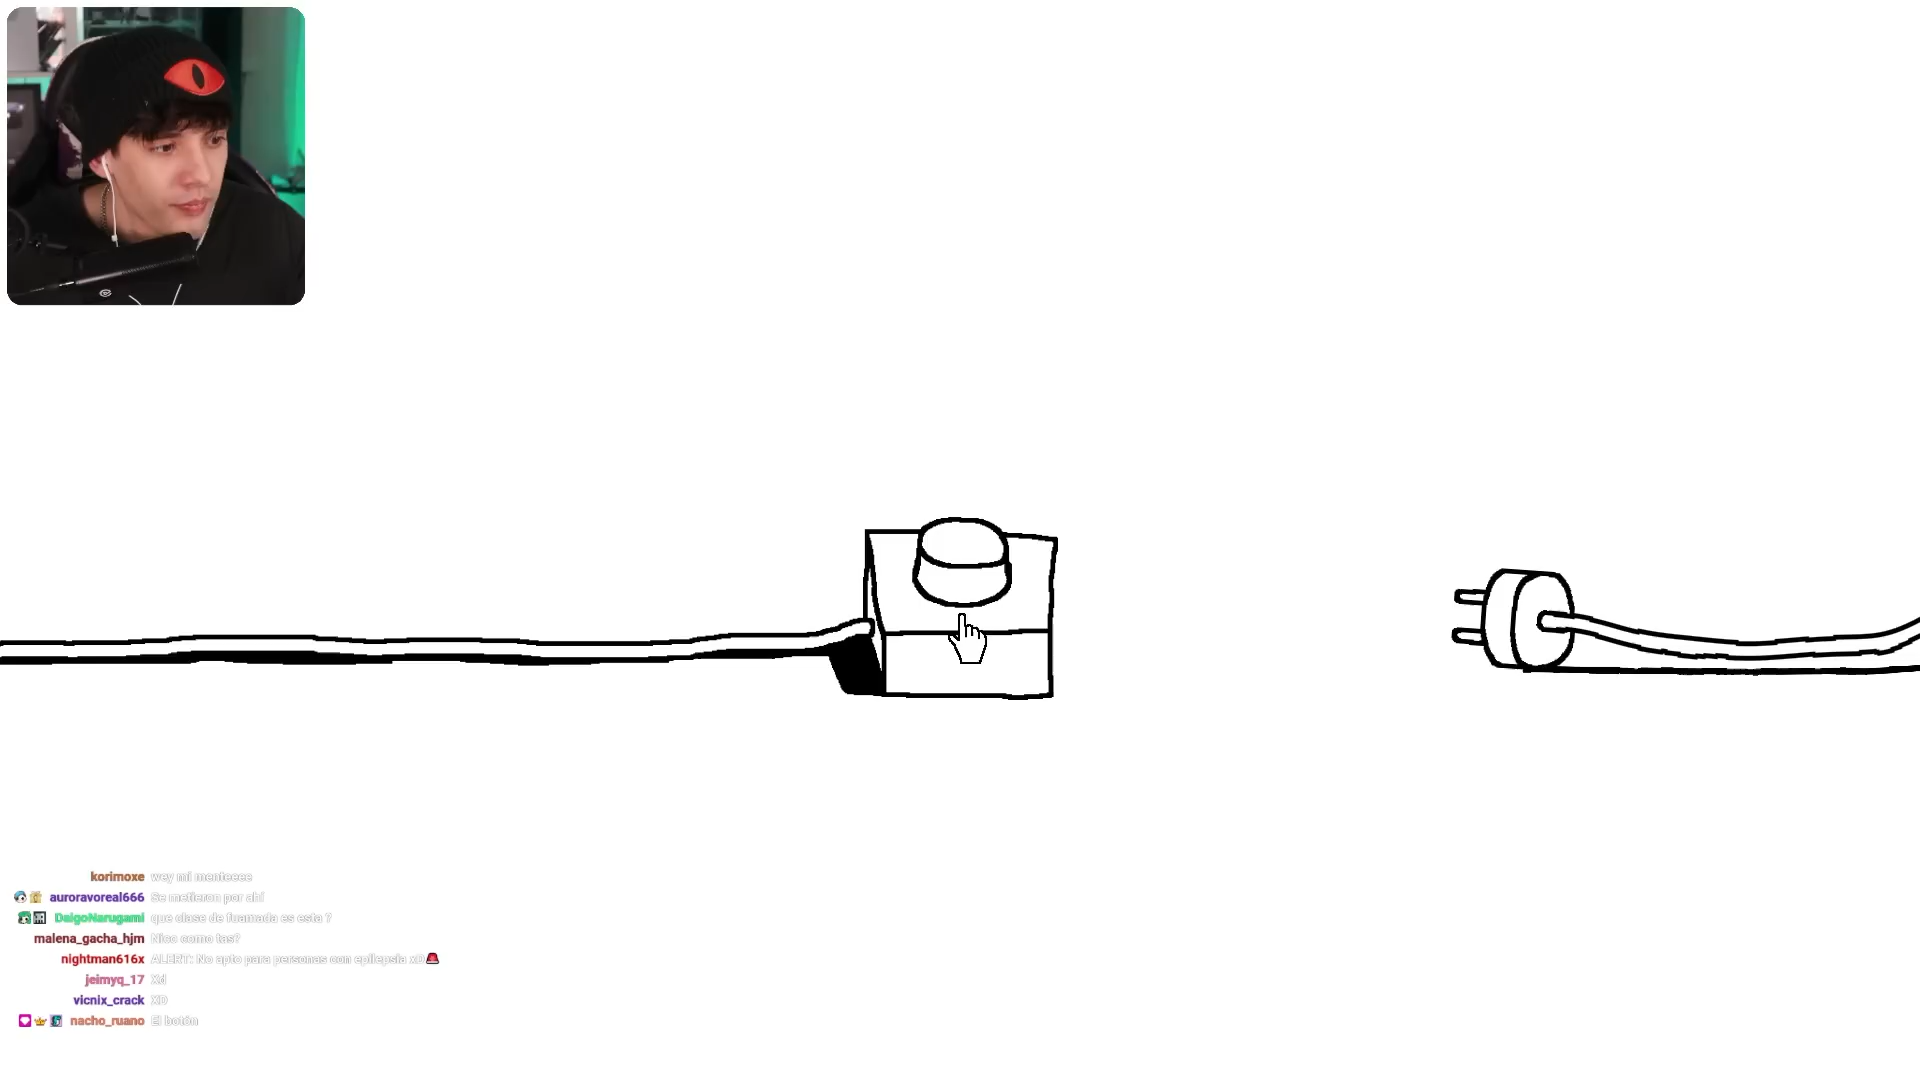 korimoxe wey mi menteeee
auroravoreal666 Se metieron por ahí
DaigoNarugami que clase de fuamada es esta ?
malena_gacha_hjm Nico como tas?
nightman616x ALERT: No apto para personas con epilepsia xD
jeimyq_17 Xd
vicnix_crack XD
nacho_ruano El botón